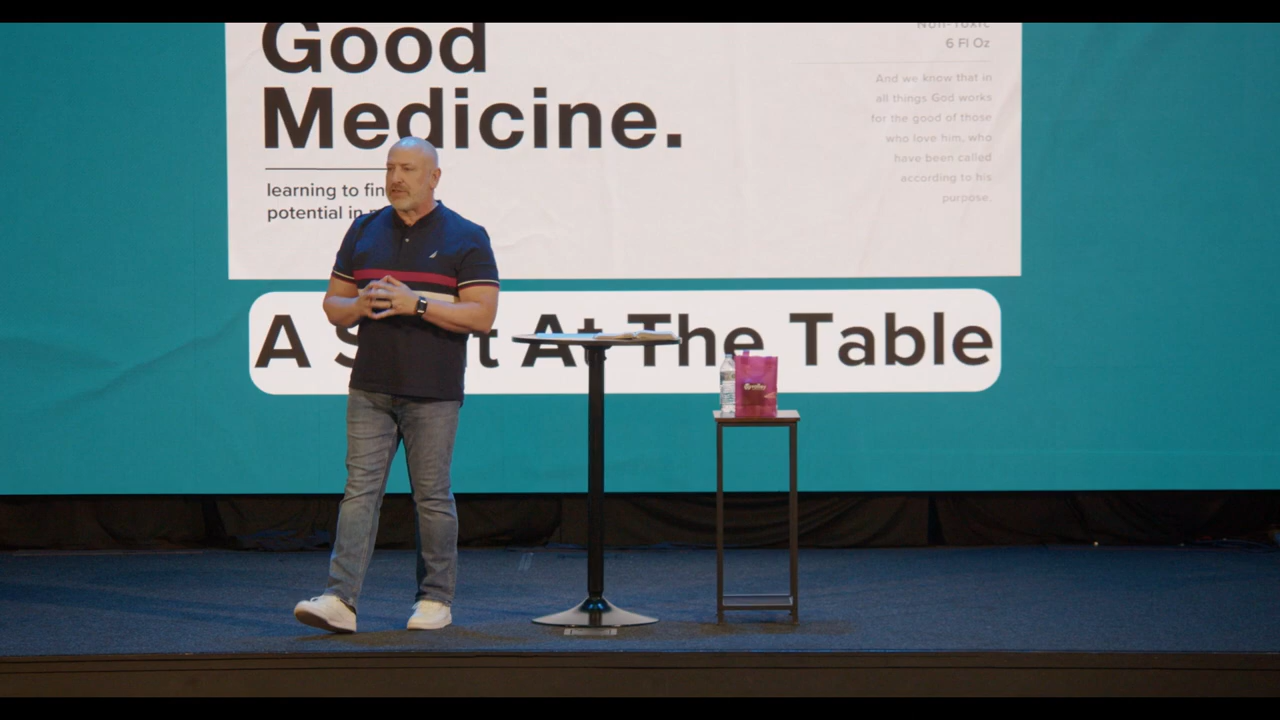 Good
Medicine.
learning to fin
potential in
Non-Toxic
6 Fl Oz
And we know that in
all things God works
for the good of those
who love him, who
have been called
according to his
purpose.
A S t At The Table